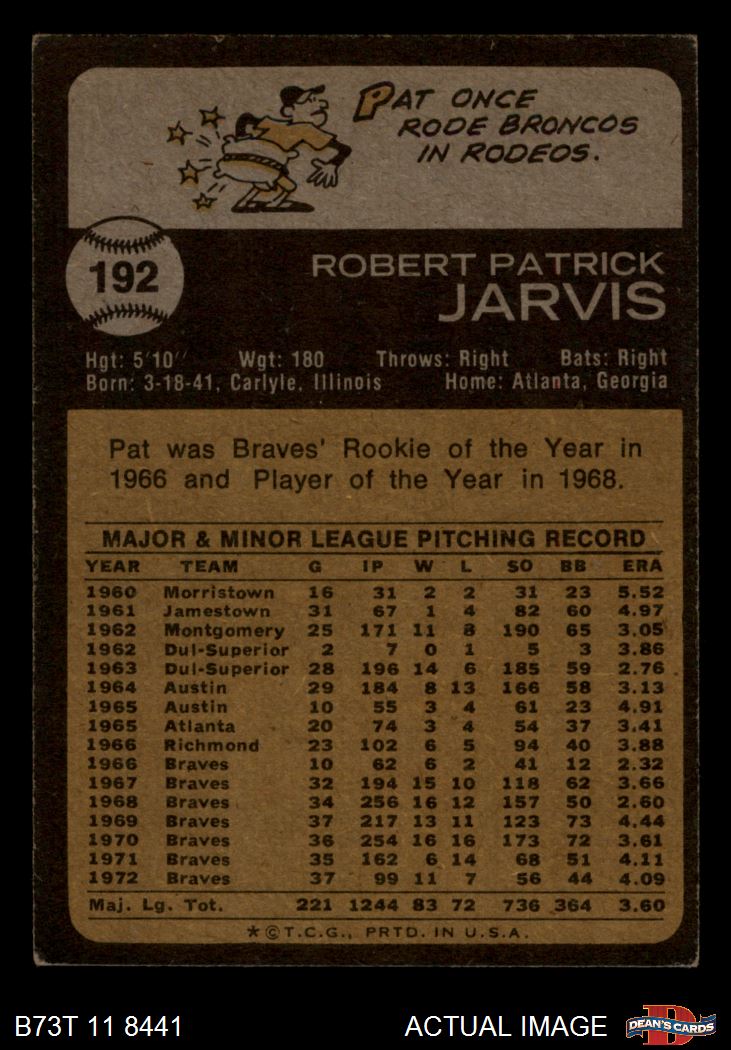 PAT ONCE
RODE BRONCOS
IN RODEOS.
192
ROBERT PATRICK
JARVIS
Hgt: 5'10" Wgt: 180 Throws: Right Bats: Right
Born: 3-18-41, Carlyle, Illinois Home: Atlanta, Georgia
Pat was Braves' Rookie of the Year in
1966 and Player of the Year in 1968.
MAJOR & MINOR LEAGUE PITCHING RECORD
YEAR TEAM G IP W L SO BB ERA
1960 Morristown 16 31 2 2 31 23 5.52
1961 Jamestown 31 67 1 4 82 60 4.97
1962 Montgomery 25 171 11 8 190 65 3.05
1962 Dul-Superior 2 7 0 1 5 3 3.86
1963 Dul-Superior 28 196 14 6 185 59 2.76
1964 Austin 29 184 8 13 166 58 3.13
1965 Austin 10 55 3 4 61 23 4.91
1965 Atlanta 20 74 3 4 54 37 3.41
1966 Richmond 23 102 6 5 94 40 3.88
1966 Braves 10 62 6 2 41 12 2.32
1967 Braves 32 194 15 10 118 62 3.66
1968 Braves 34 256 16 12 157 50 2.60
1969 Braves 37 217 13 11 123 73 4.44
1970 Braves 36 254 16 16 173 72 3.61
1971 Braves 35 162 6 14 68 51 4.11
1972 Braves 37 99 11 7 56 44 4.09
Maj. Lg. Tot. 221 1244 83 72 736 364 3.60
*©T.C.G., PRTD. IN U.S.A.
B73T 11 8441 ACTUAL IMAGE
D
DEAN'S CARDS